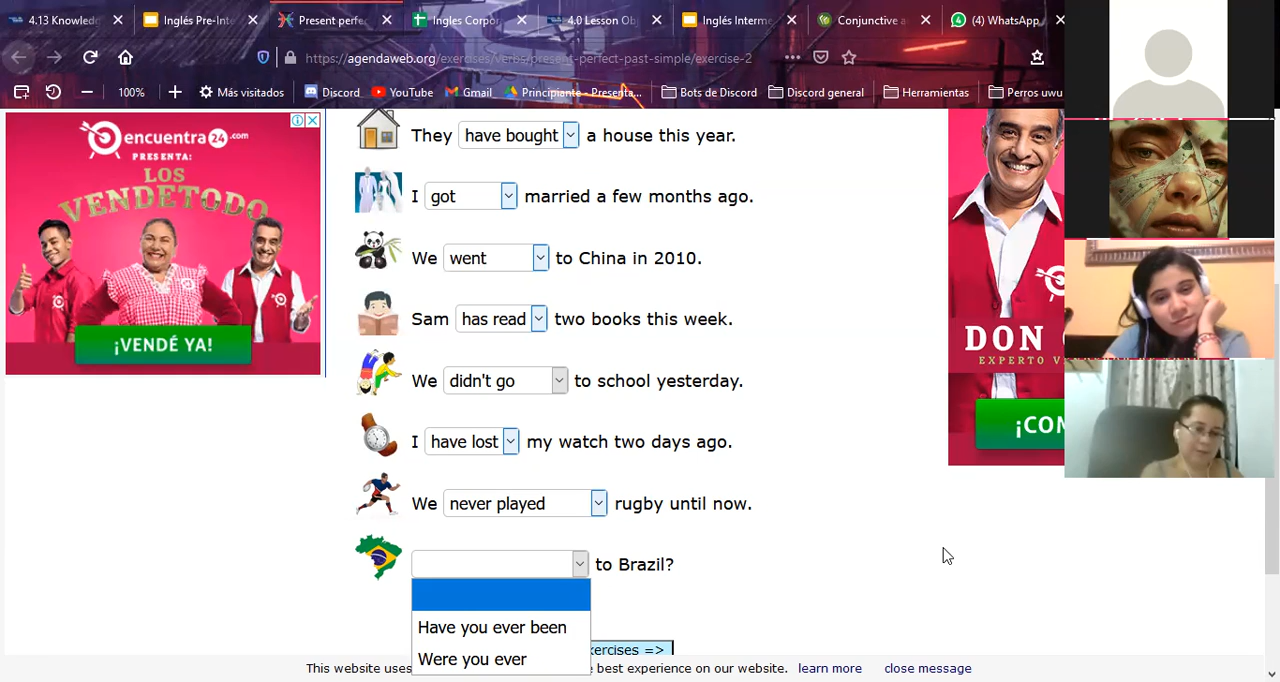 4.13 Knowledg
Inglés Pre-Inte
Present perfec
Ingles Corpor
4.0 Lesson Ob
Inglés Interme
Conjunctive a
(4) WhatsApp
https://agendaweb.org/exercises/verbs/present-perfect-past-simple/exercise-2
100%
Más visitados
Discord
YouTube
Gmail
Principiante - Presenta...
Bots de Discord
Discord general
Herramientas
Perros uwu
encuentra24.com
PRESENTA:
LOS
VENDETODO
¡VENDÉ YA!
They have bought a house this year.
I got married a few months ago.
We went to China in 2010.
Sam has read two books this week.
We didn't go to school yesterday.
I have lost my watch two days ago.
We never played rugby until now.
to Brazil?
Have you ever been
Were you ever
xercises =>
DON
EXPERTO V
¡CON
This website uses
e best experience on our website. learn more close message